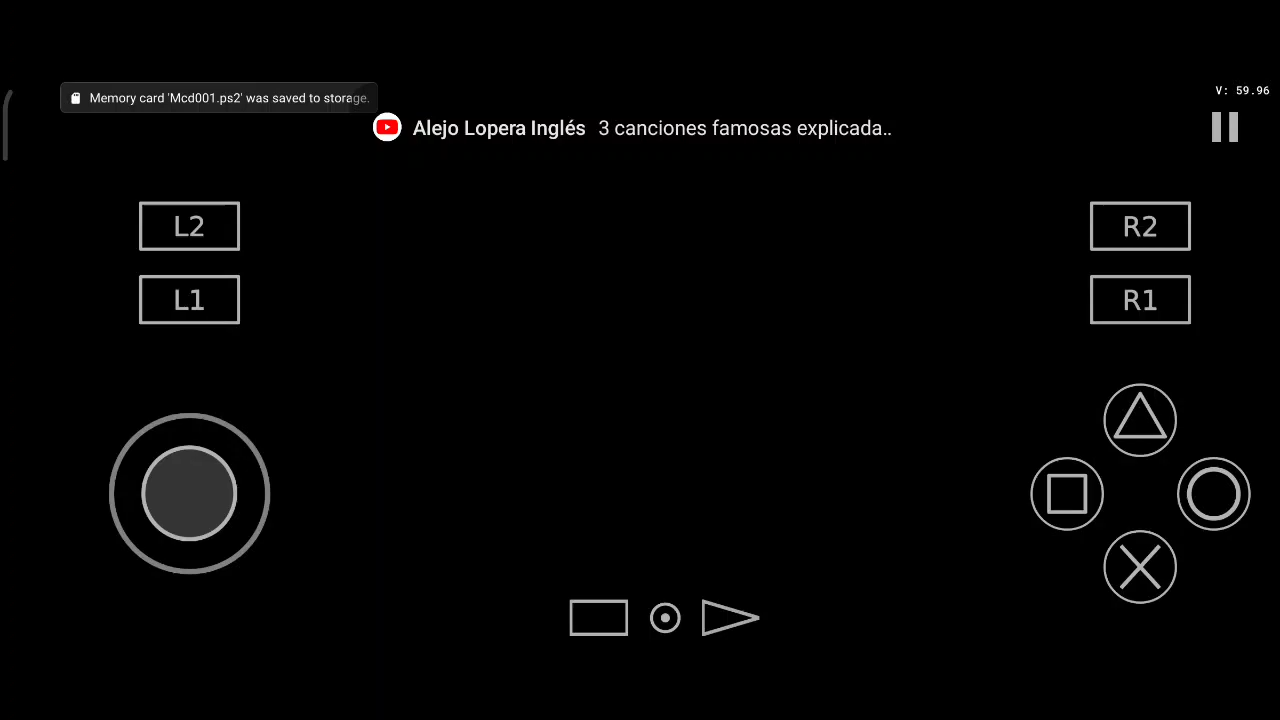 Memory card 'Mcd001.ps2' was saved to storage.
V: 59.96
Alejo Lopera Inglés 3 canciones famosas explicada..
L2
R2
L1
R1